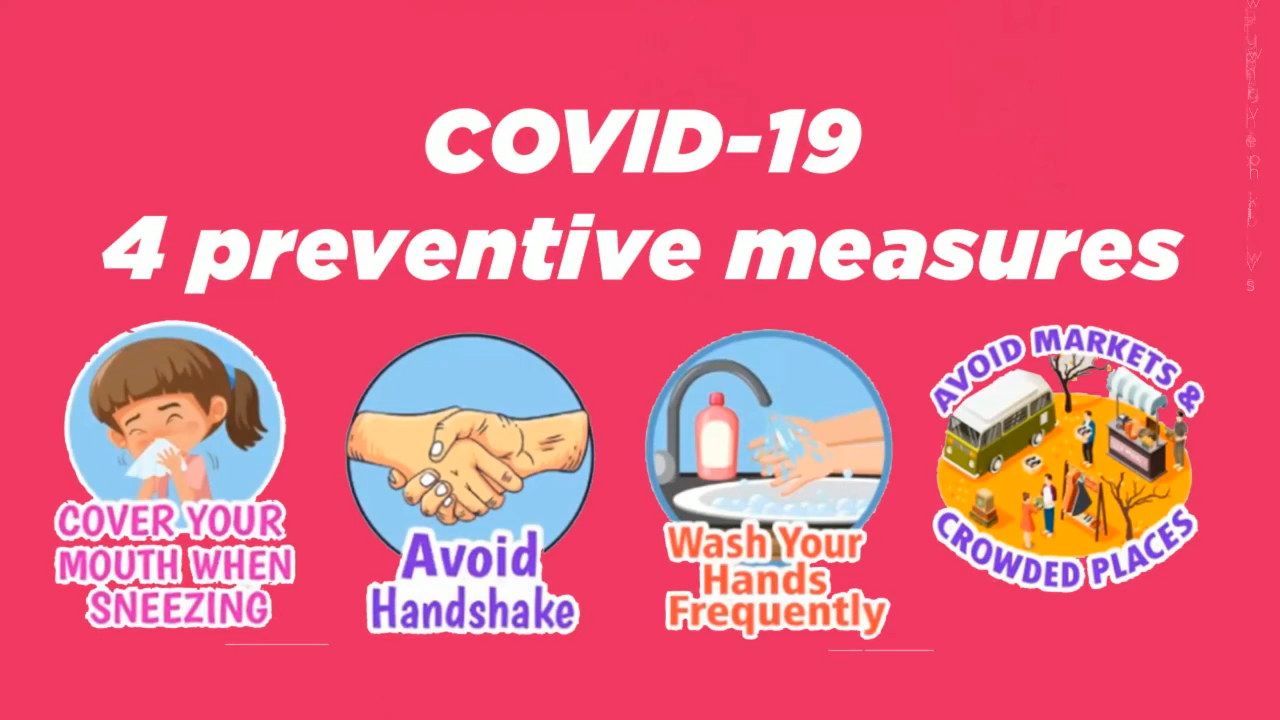 COVID-19
4 preventive measures
COVER YOUR
MOUTH WHEN
SNEEZING
Avoid
Handshake
Wash Your
Hands
Frequently
AVOID MARKETS &
CROWDED PLACES